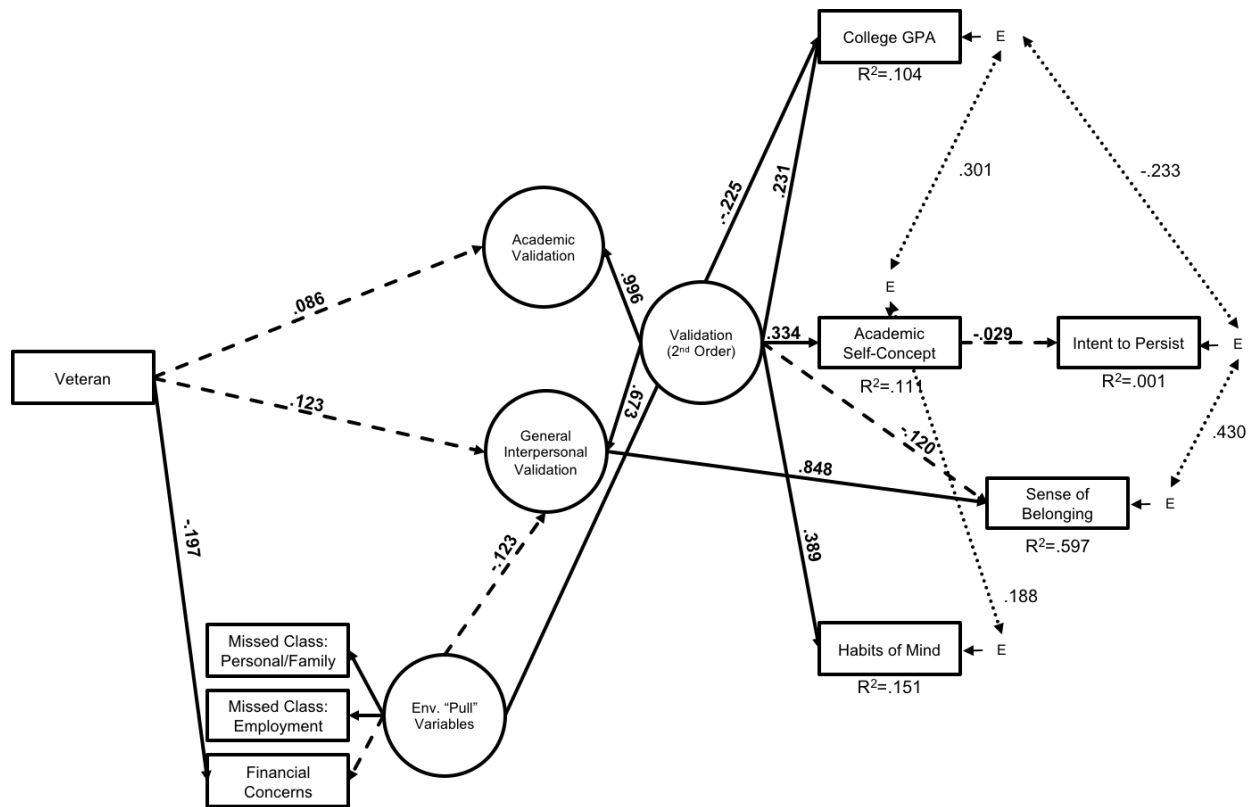 College GPA
E
R²=.104
.301
-.233
-.225
.231
Academic
Validation
.086
.996
E
Validation
(2nd Order)
.334
Academic
Self-Concept
-.029
Intent to Persist
E
R²=.111
R²=.001
Veteran
.123
.673
General
Interpersonal
Validation
-.120
.430
.848
Sense of
Belonging
E
R²=.597
-.197
-.123
.389
.188
Missed Class:
Personal/Family
Habits of Mind
E
R²=.151
Missed Class:
Employment
Env. “Pull”
Variables
Financial
Concerns